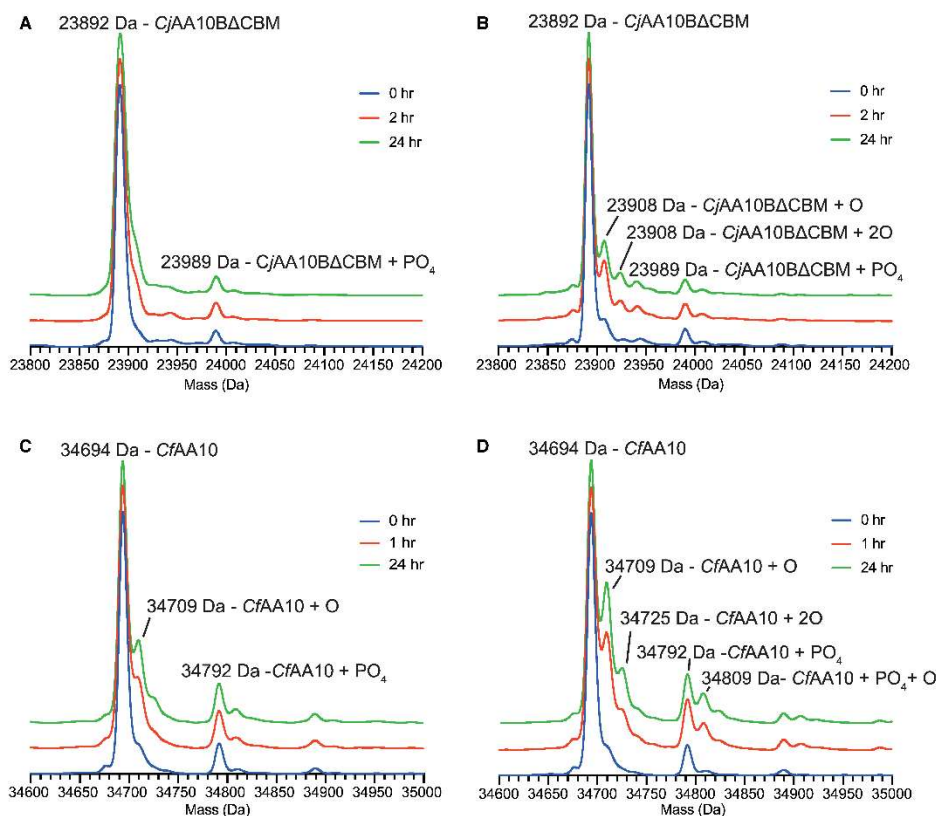 A
23892 Da - CjAA10BΔCBM
0 hr
2 hr
24 hr
23989 Da - CjAA10BΔCBM + PO4
23800 23850 23900 23950 24000 24050 24100 24150 24200
Mass (Da)
B
23892 Da - CjAA10BΔCBM
0 hr
2 hr
24 hr
23908 Da - CjAA10BΔCBM + O
23908 Da - CjAA10BΔCBM + 2O
23989 Da - CjAA10BΔCBM + PO4
23800 23850 23900 23950 24000 24050 24100 24150 24200
Mass (Da)
C
34694 Da - CfAA10
0 hr
1 hr
24 hr
34709 Da - CfAA10 + O
34792 Da -CfAA10 + PO4
34600 34650 34700 34750 34800 34850 34900 34950 35000
Mass (Da)
D
34694 Da - CfAA10
0 hr
1 hr
24 hr
34709 Da - CfAA10 + O
34725 Da - CfAA10 + 2O
34792 Da -CfAA10 + PO4
34809 Da- CfAA10 + PO4+ O
34600 34650 34700 34750 34800 34850 34900 34950 35000
Mass (Da)